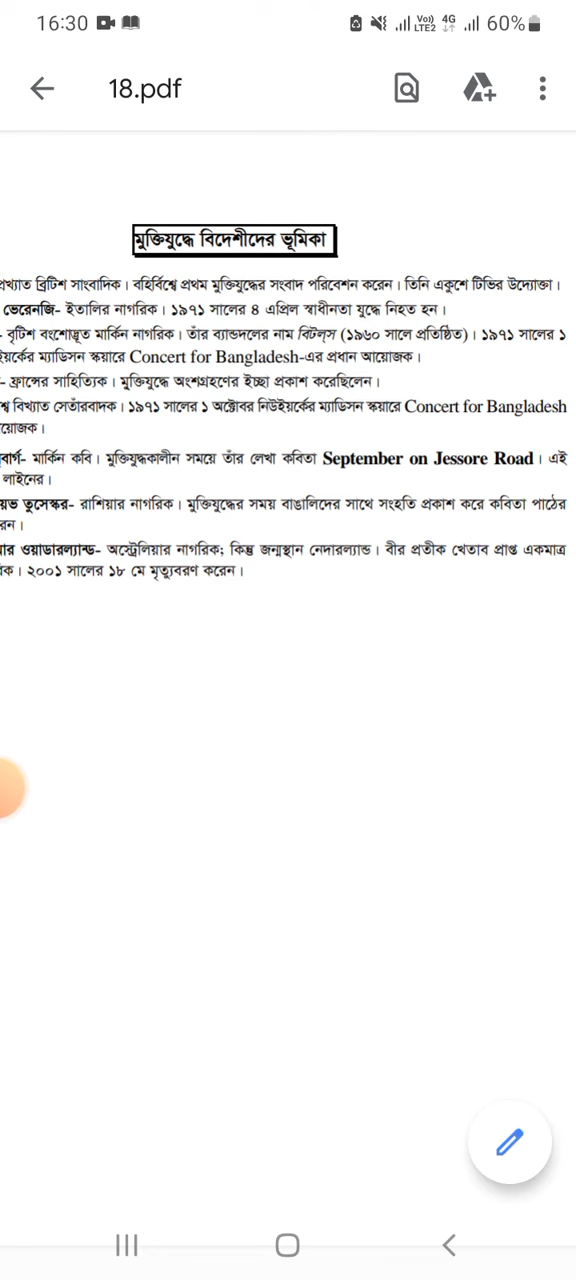 16:30
Vo)) LTE2 4G 60%
18.pdf
মুক্তিযুদ্ধে বিদেশীদের ভূমিকা
প্রখ্যাত ব্রিটিশ সাংবাদিক। বহির্বিশ্বে প্রথম মুক্তিযুদ্ধের সংবাদ পরিবেশন করেন। তিনি একুশে টিভির উদ্যোক্তা।
ভেরেনজি- ইতালির নাগরিক। ১৯৭১ সালের ৪ এপ্রিল স্বাধীনতা যুদ্ধে নিহত হন।
- বৃটিশ বংশোদ্ভূত মার্কিন নাগরিক। তাঁর ব্যান্ডদলের নাম বিটল্‌স (১৯৬০ সালে প্রতিষ্ঠিত)। ১৯৭১ সালের ১
ইয়র্কের ম্যাডিসন স্কয়ারে Concert for Bangladesh-এর প্রধান আয়োজক।
- ফ্রান্সের সাহিত্যিক। মুক্তিযুদ্ধে অংশগ্রহণের ইচ্ছা প্রকাশ করেছিলেন।
শ্ব বিখ্যাত সেতাঁরবাদক। ১৯৭১ সালের ১ অক্টোবর নিউইয়র্কের ম্যাডিসন স্কয়ারে Concert for Bangladesh
য়োজক।
বার্গ- মার্কিন কবি। মুক্তিযুদ্ধকালীন সময়ে তাঁর লেখা কবিতা September on Jessore Road। এই
লাইনের।
য়েভ তুসেস্কর- রাশিয়ার নাগরিক। মুক্তিযুদ্ধের সময় বাঙালিদের সাথে সংহতি প্রকাশ করে কবিতা পাঠের
রেন।
মার ওয়াডারল্যান্ড- অস্ট্রেলিয়ার নাগরিক; কিন্তু জন্মস্থান নেদারল্যান্ড। বীর প্রতীক খেতাব প্রাপ্ত একমাত্র
রিক। ২০০১ সালের ১৮ মে মৃত্যুবরণ করেন।